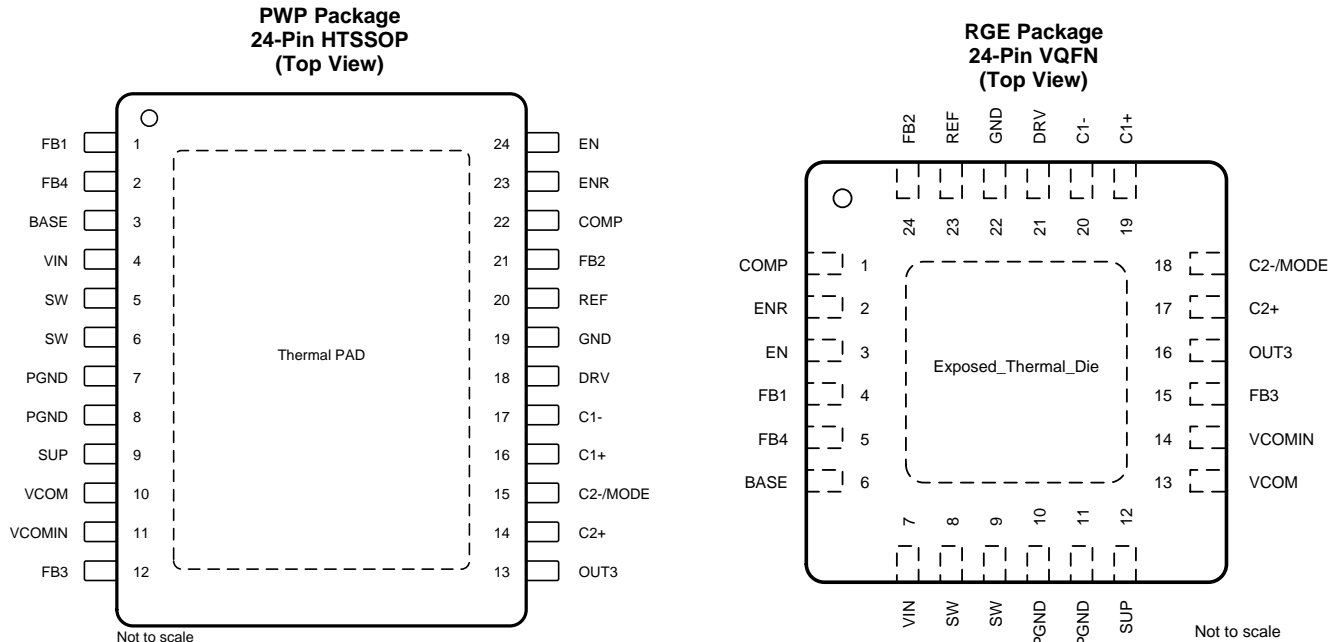 PWP Package
24-Pin HTSSOP
(Top View)
FB1 1
FB4 2
BASE 3
VIN 4
SW 5
SW 6
PGND 7
PGND 8
SUP 9
VCOM 10
VCOMIN 11
FB3 12
Thermal PAD
24 EN
23 ENR
22 COMP
21 FB2
20 REF
19 GND
18 DRV
17 C1-
16 C1+
15 C2-/MODE
14 C2+
13 OUT3
Not to scale
RGE Package
24-Pin VQFN
(Top View)
FB2 REF GND DRV C1- C1+
24 23 22 21 20 19
COMP 1
ENR 2
EN 3
FB1 4
FB4 5
BASE 6
Exposed_Thermal_Die
18 C2-/MODE
17 C2+
16 OUT3
15 FB3
14 VCOMIN
13 VCOM
7 8 9 10 11 12
VIN SW SW PGND PGND SUP
Not to scale